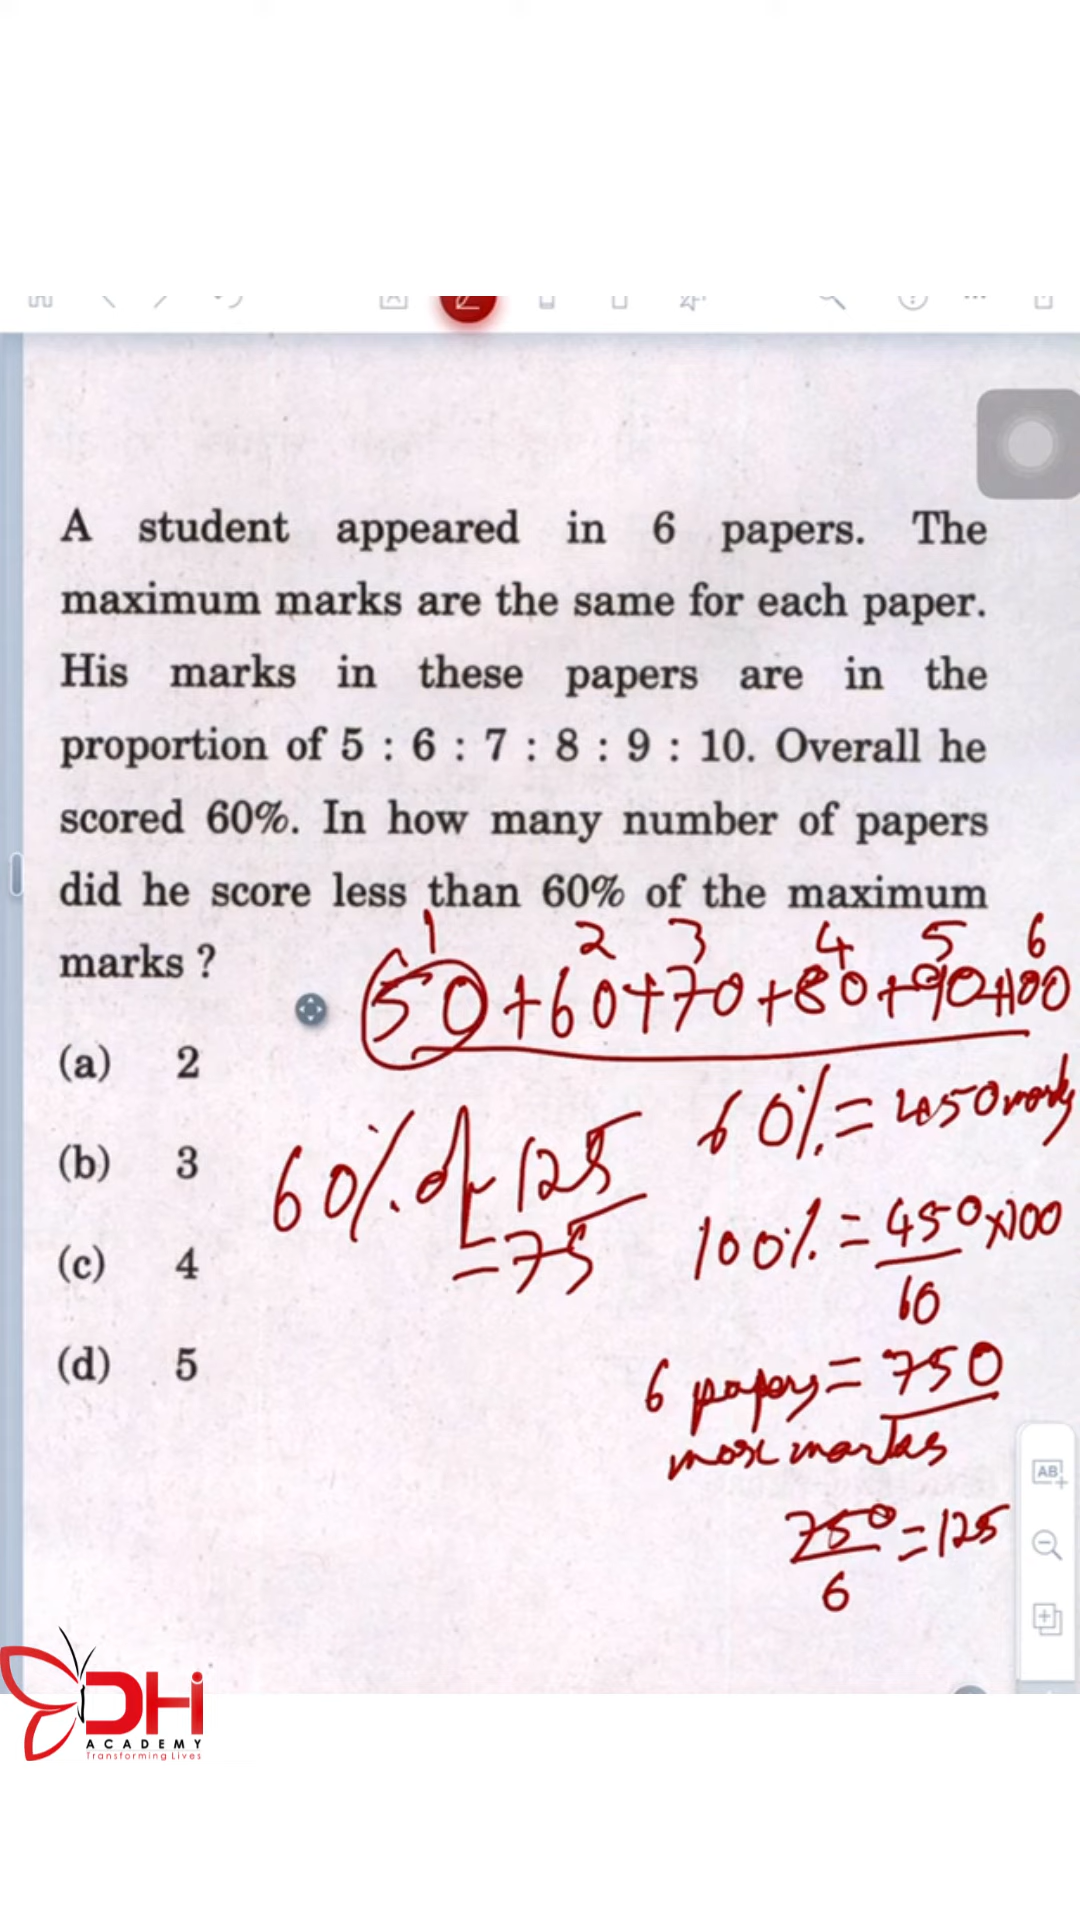 A student appeared in 6 papers. The
maximum marks are the same for each paper.
His marks in these papers are in the
proportion of 5 : 6 : 7 : 8 : 9 : 10. Overall he
scored 60%. In how many number of papers
did he score less than 60% of the maximum
marks ?
1 2 3 4 5 6
50+60+70+80+90+100
(a) 2
60% = 450 marks
(b) 3
60% of 125
= 75
100% = 450×100
60
(c) 4
(d) 5
6 papers = 750
max marks
750 = 125
6
AB
DHi
ACADEMY
Transforming Lives